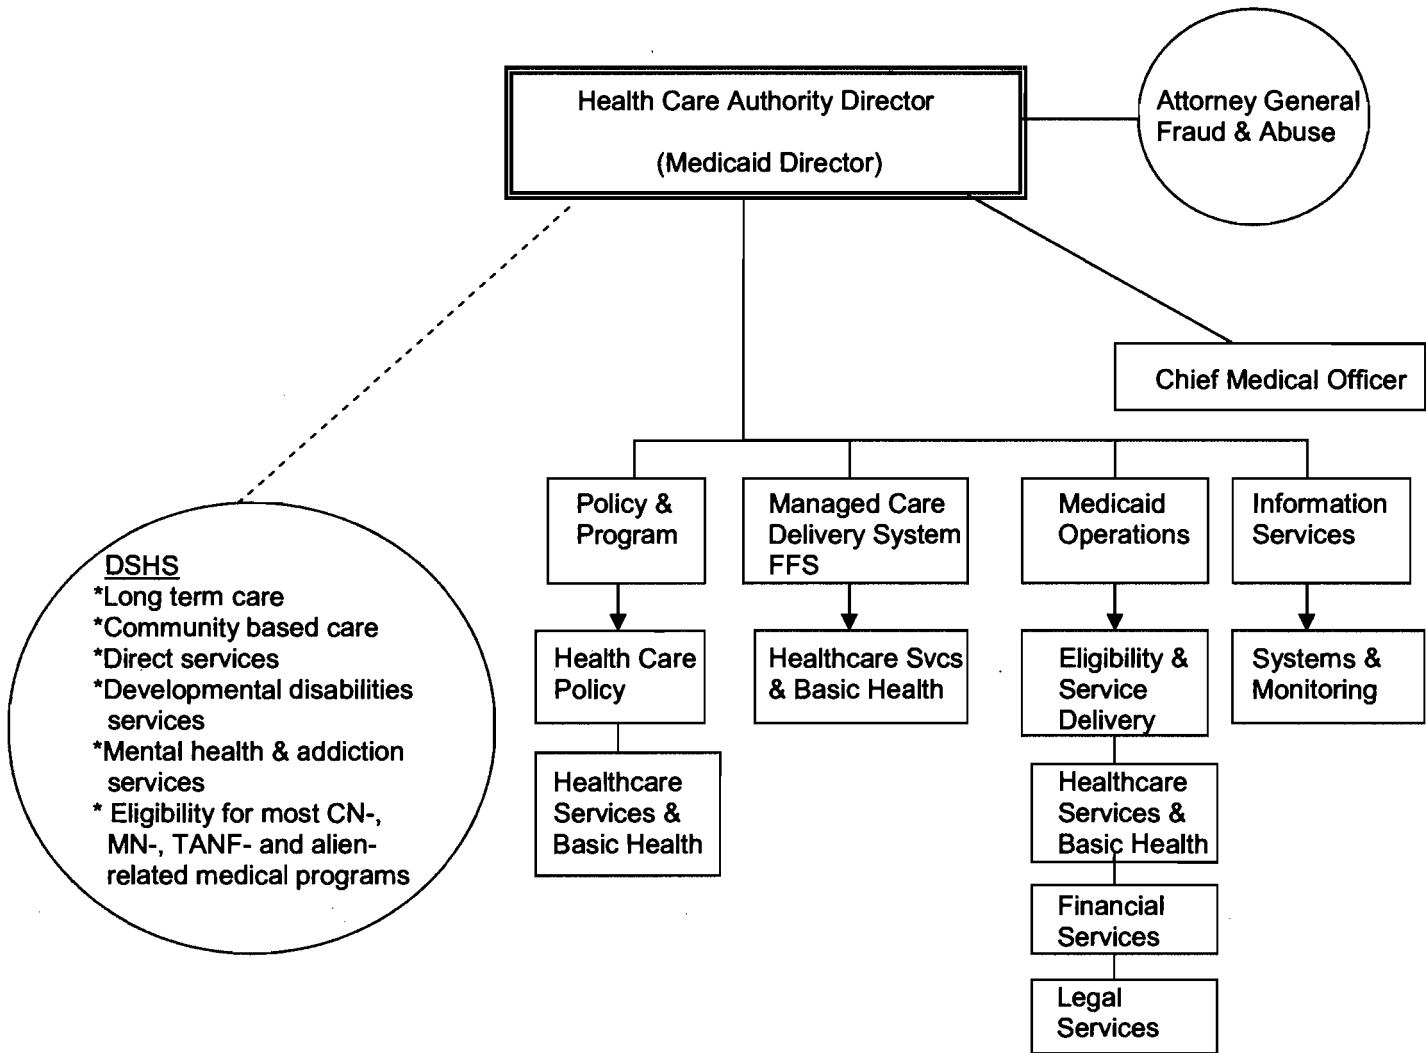 Health Care Authority Director
(Medicaid Director)
Attorney General
Fraud & Abuse
Chief Medical Officer
Policy &
Program
Managed Care
Delivery System
FFS
Medicaid
Operations
Information
Services
DSHS
*Long term care
*Community based care
*Direct services
*Developmental disabilities
services
*Mental health & addiction
services
* Eligibility for most CN-,
MN-, TANF- and alien-
related medical programs
Health Care
Policy
Healthcare Svcs
& Basic Health
Eligibility &
Service
Delivery
Systems &
Monitoring
Healthcare
Services &
Basic Health
Healthcare
Services &
Basic Health
Financial
Services
Legal
Services